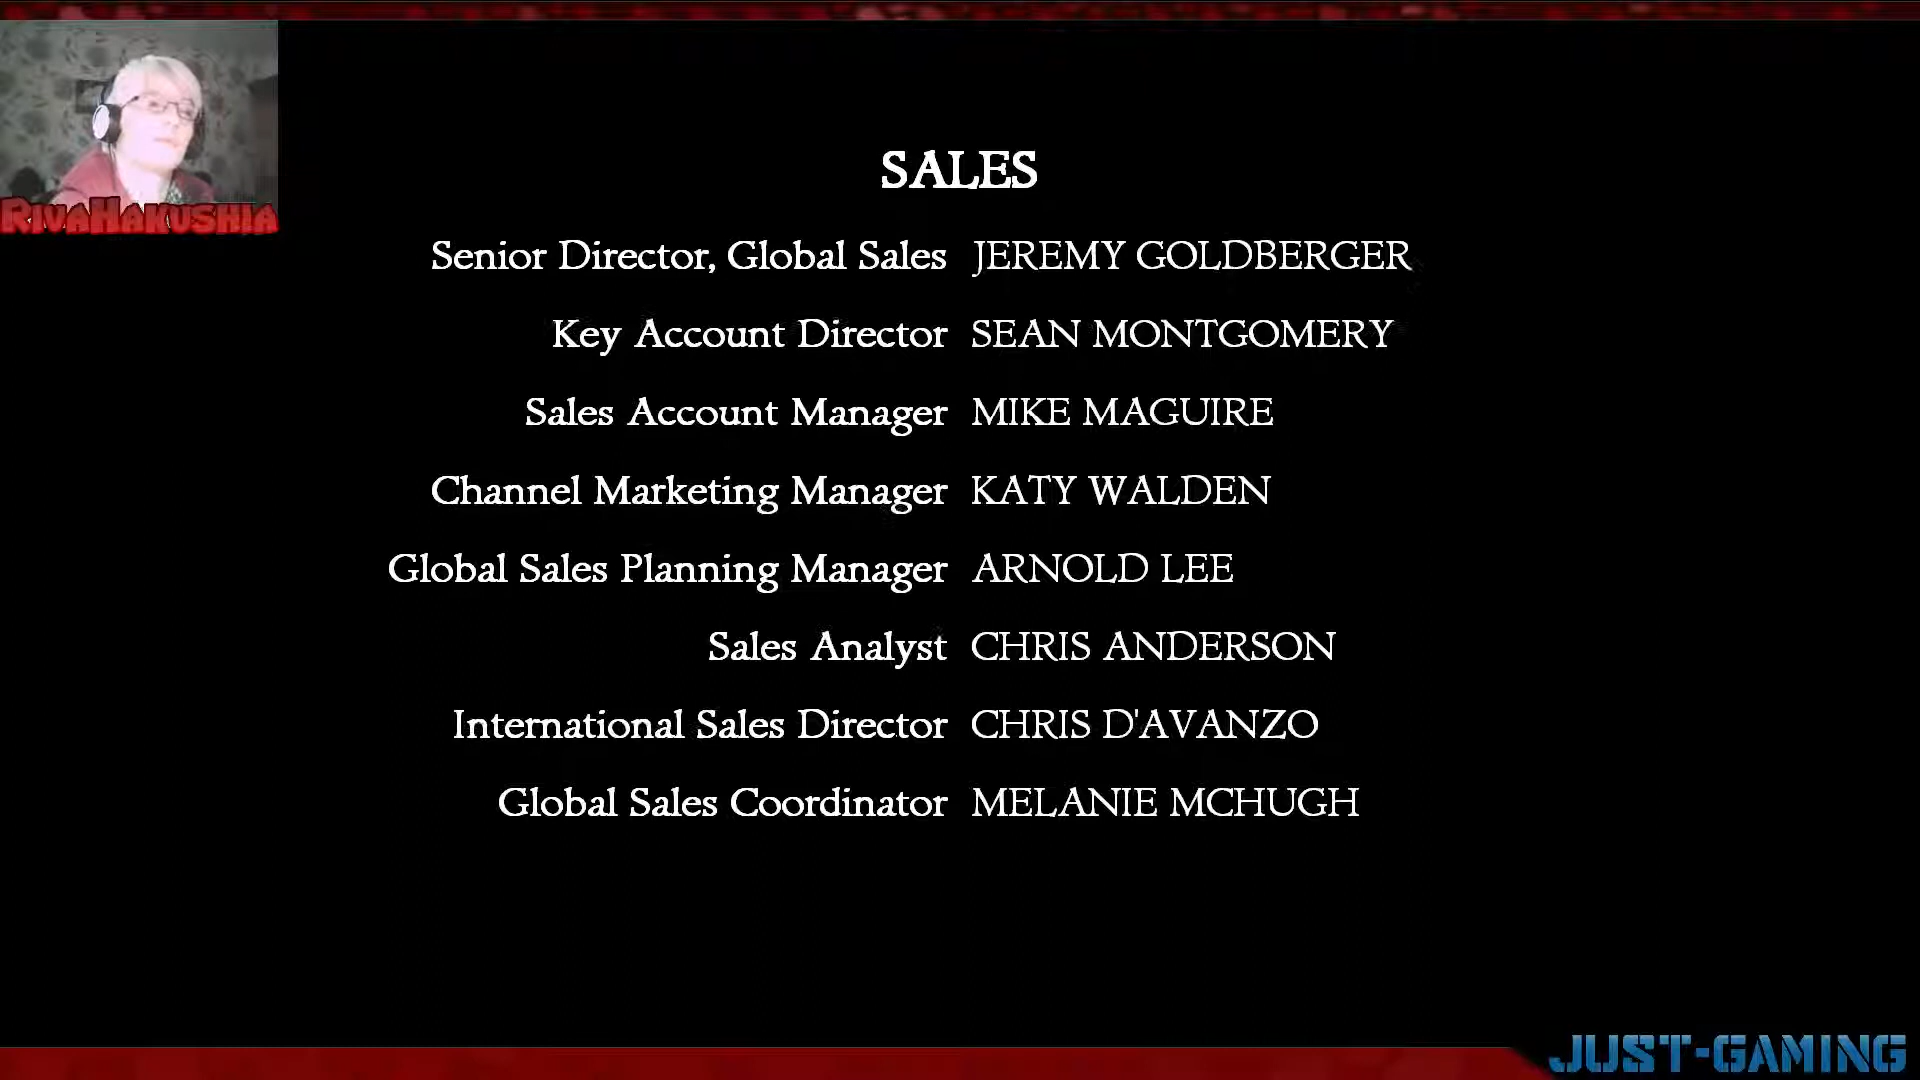 RIVAHAKUSHIA
SALES
Senior Director, Global Sales JEREMY GOLDBERGER
Key Account Director SEAN MONTGOMERY
Sales Account Manager MIKE MAGUIRE
Channel Marketing Manager KATY WALDEN
Global Sales Planning Manager ARNOLD LEE
Sales Analyst CHRIS ANDERSON
International Sales Director CHRIS D'AVANZO
Global Sales Coordinator MELANIE MCHUGH
JUST-GAMING